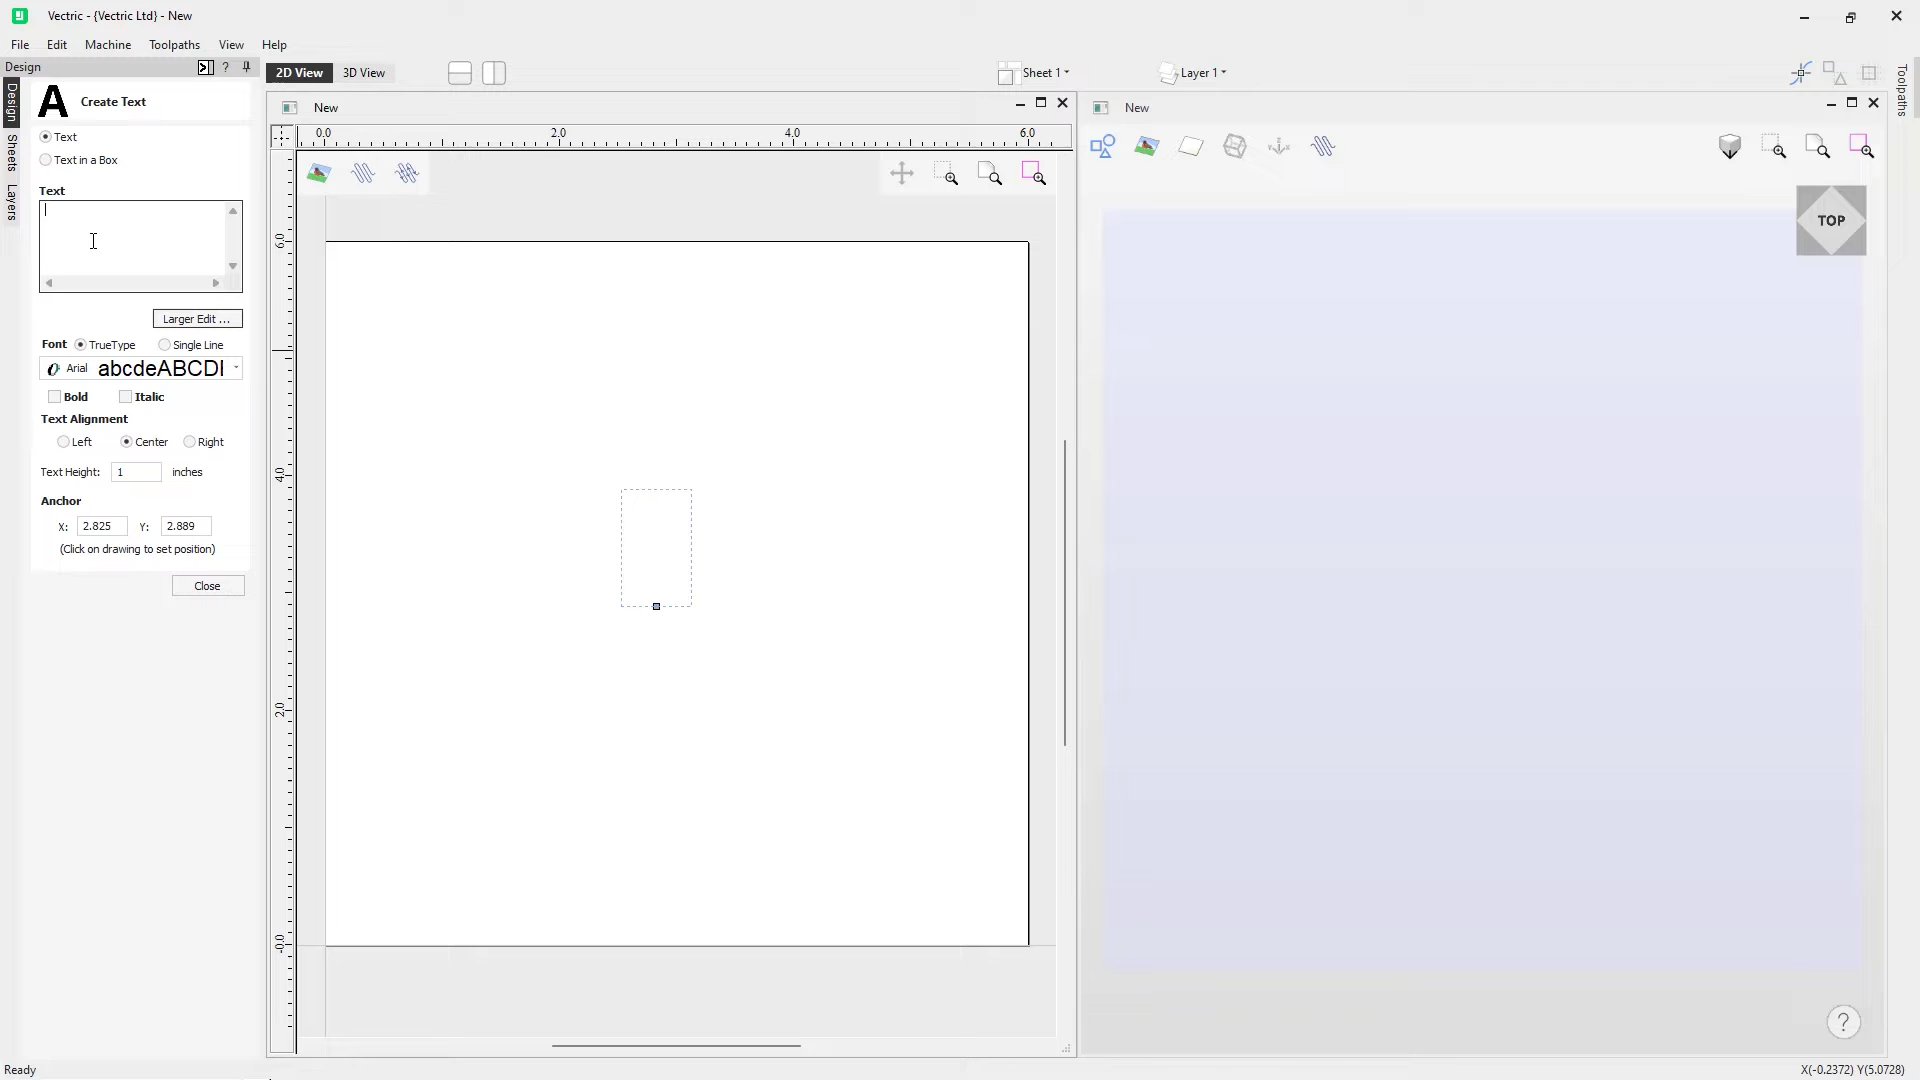 Vectric - {Vectric Ltd} - New
File Edit Machine Toolpaths View Help
Design
2D View 3D View
Sheet 1
Layer 1
Toolpaths
Design
Sheets
Layers
A Create Text
Text
Text in a Box
Text
Larger Edit ...
Font TrueType Single Line
O Arial abcdeABCDI
Bold Italic
Text Alignment
Left Center Right
Text Height: 1 inches
Anchor
X: 2.825 Y: 2.889
(Click on drawing to set position)
Close
New
0.0 2.0 4.0 6.0
6.0
4.0
2.0
-0.0
New
TOP
?
Ready
X(-0.2372) Y(5.0728)